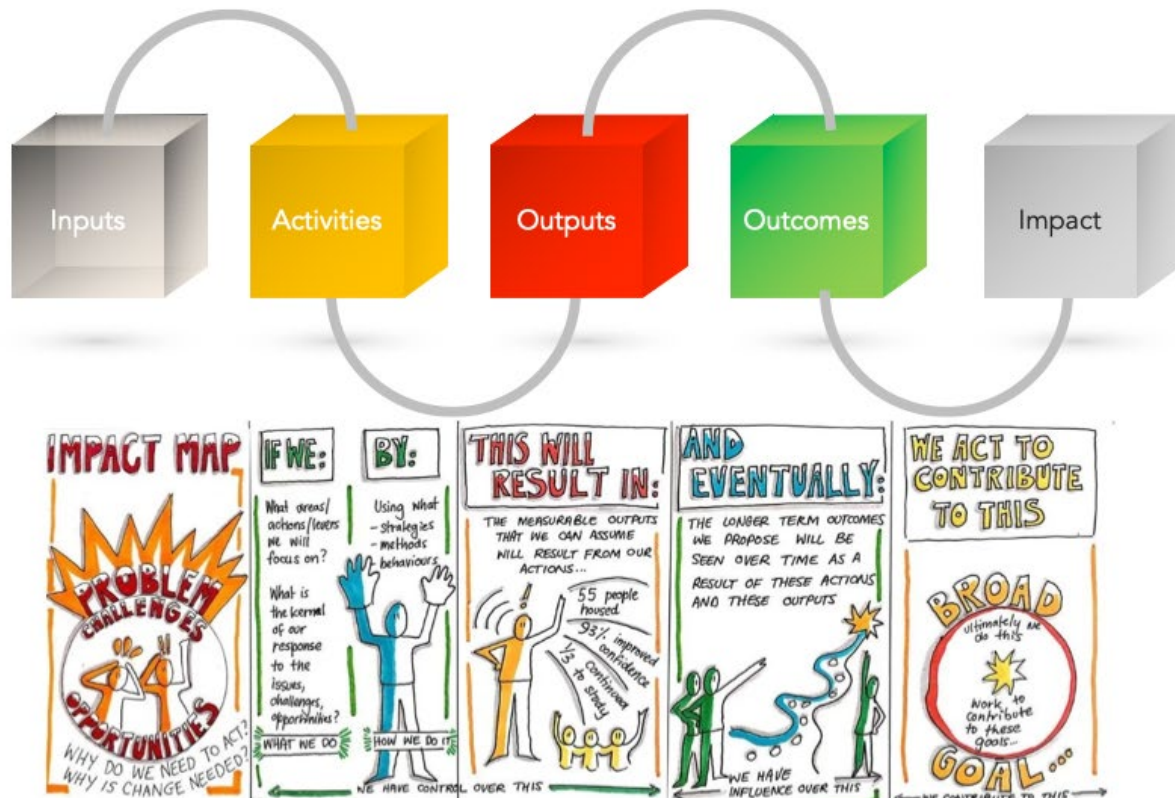 Inputs
Activities
Outputs
Outcomes
Impact
IMPACT MAP
PROBLEM
CHALLENGES
OPPORTUNITIES
WHY DO WE NEED TO ACT?
WHY IS CHANGE NEEDED?
IF WE:
What areas/
actions/levers
we will
focus on?
What is
the kernel
of our
response
to the
issues,
challenges,
opportunities?
WHAT WE DO
BY:
Using what
- strategies
- methods
behaviours
HOW WE DO IT
WE HAVE CONTROL OVER THIS
THIS WILL
RESULT IN:
THE MEASURABLE OUTPUTS
THAT WE CAN ASSUME
WILL RESULT FROM OUR
ACTIONS...
55 people
housed
93% improved
confidence
1/3 continued
to study
AND
EVENTUALLY:
THE LONGER TERM OUTCOMES
WE PROPOSE WILL BE
SEEN OVER TIME AS A
RESULT OF THESE ACTIONS
AND THESE OUTPUTS
WE HAVE
INFLUENCE OVER THIS
WE ACT TO
CONTRIBUTE
TO THIS
BROAD
ultimately we
do this
work to
contribute
to these
goals...
GOAL...
WE CONTRIBUTE TO THIS